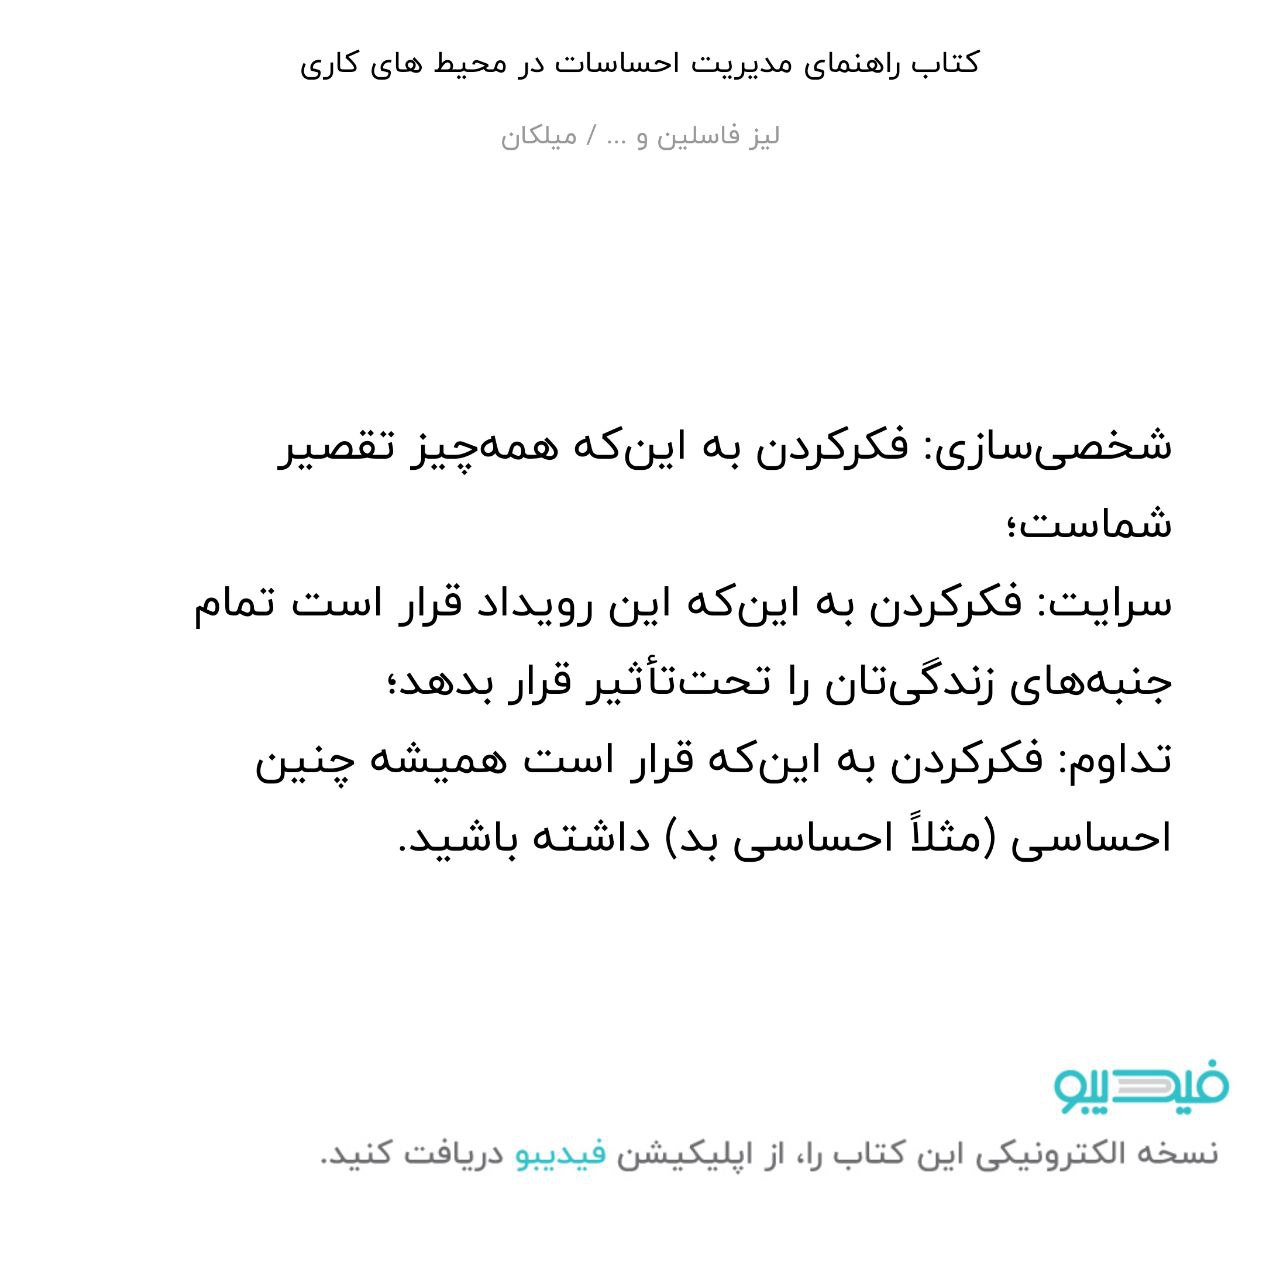 کتاب راهنمای مدیریت احساسات در محیط های کاری
لیز فاسلین و ... / میلکان
شخصی‌سازی: فکرکردن به این‌که همه‌چیز تقصیر
شماست؛
سرایت: فکرکردن به این‌که این رویداد قرار است تمام
جنبه‌های زندگی‌تان را تحت‌تأثیر قرار بدهد؛
تداوم: فکرکردن به این‌که قرار است همیشه چنین
احساسی (مثلاً احساسی بد) داشته باشید.
فیدیبو
نسخه الکترونیکی این کتاب را، از اپلیکیشن فیدیبو دریافت کنید.